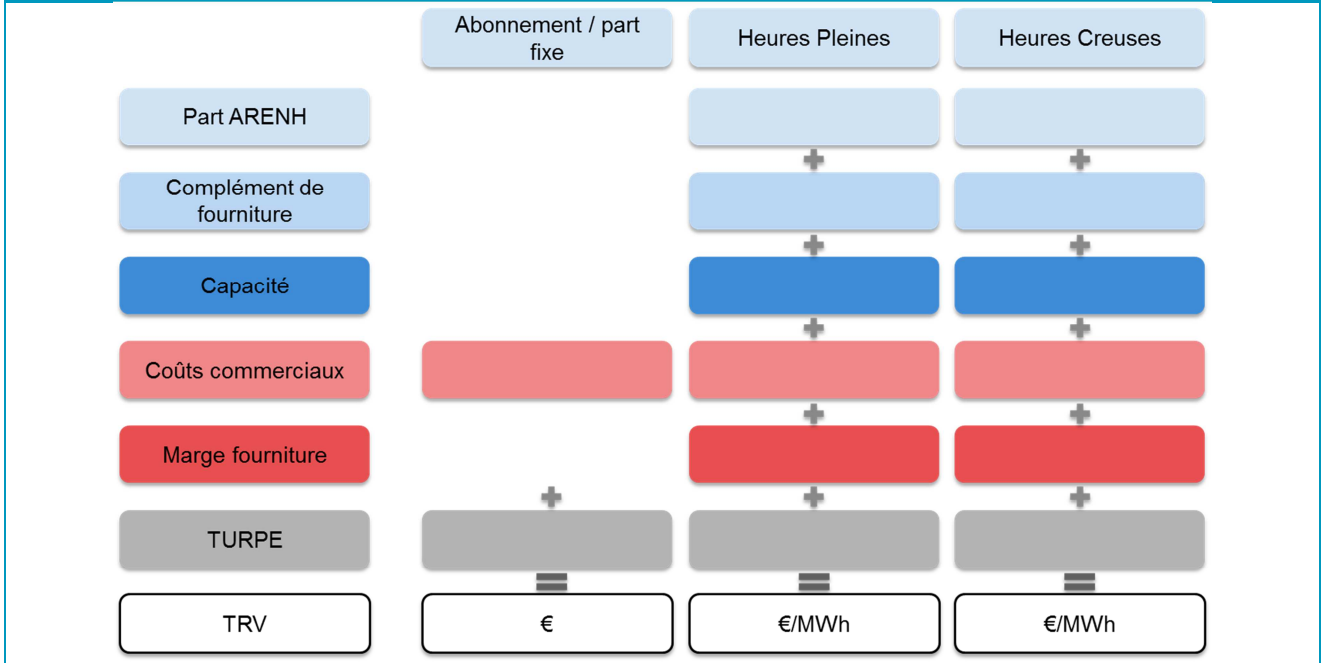 Abonnement / part
fixe
Heures Pleines
Heures Creuses
Part ARENH
+
+
Complément de
fourniture
+
+
Capacité
+
+
Coûts commerciaux
+
+
Marge fourniture
+
+
+
TURPE
=
=
=
TRV
€
€/MWh
€/MWh